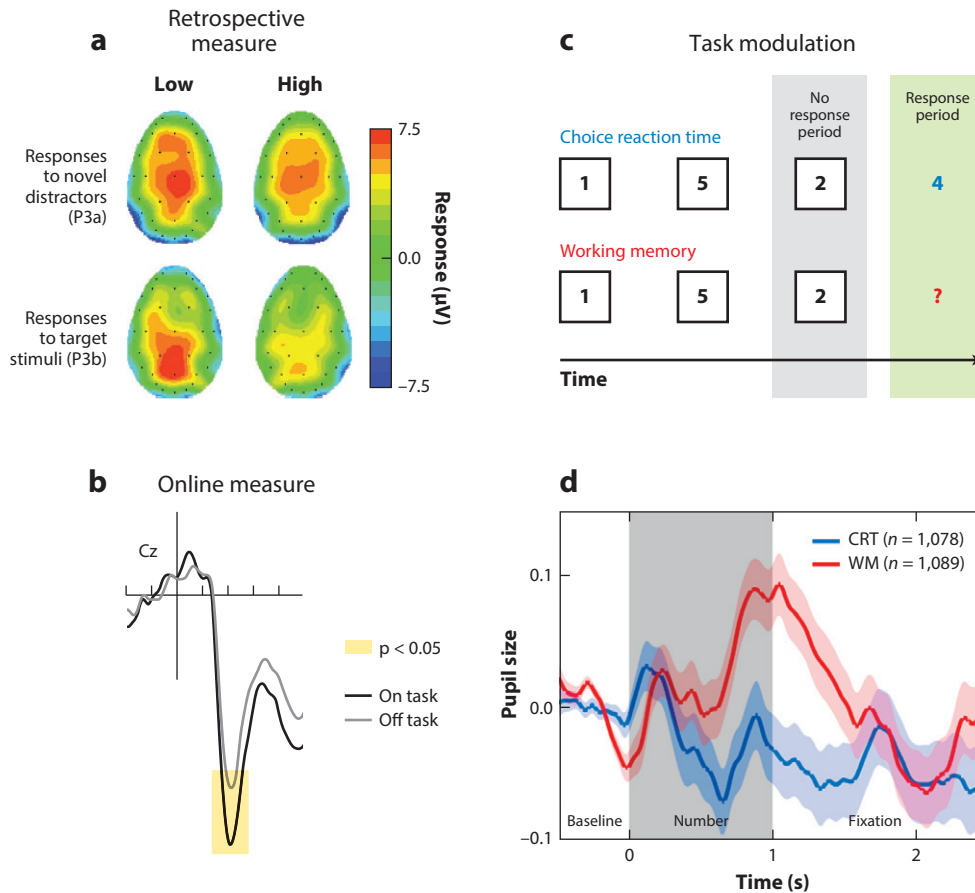 a
Retrospective
measure
Low
High
Responses
to novel
distractors
(P3a)
Responses
to target
stimuli (P3b)
7.5
0.0
–7.5
Response (µV)
c
Task modulation
No
response
period
Response
period
Choice reaction time
1
5
2
4
Working memory
1
5
2
?
Time
b
Online measure
Cz
p < 0.05
On task
Off task
d
CRT (n = 1,078)
WM (n = 1,089)
Pupil size
0.1
0.0
–0.1
Baseline
Number
Fixation
0
1
2
Time (s)